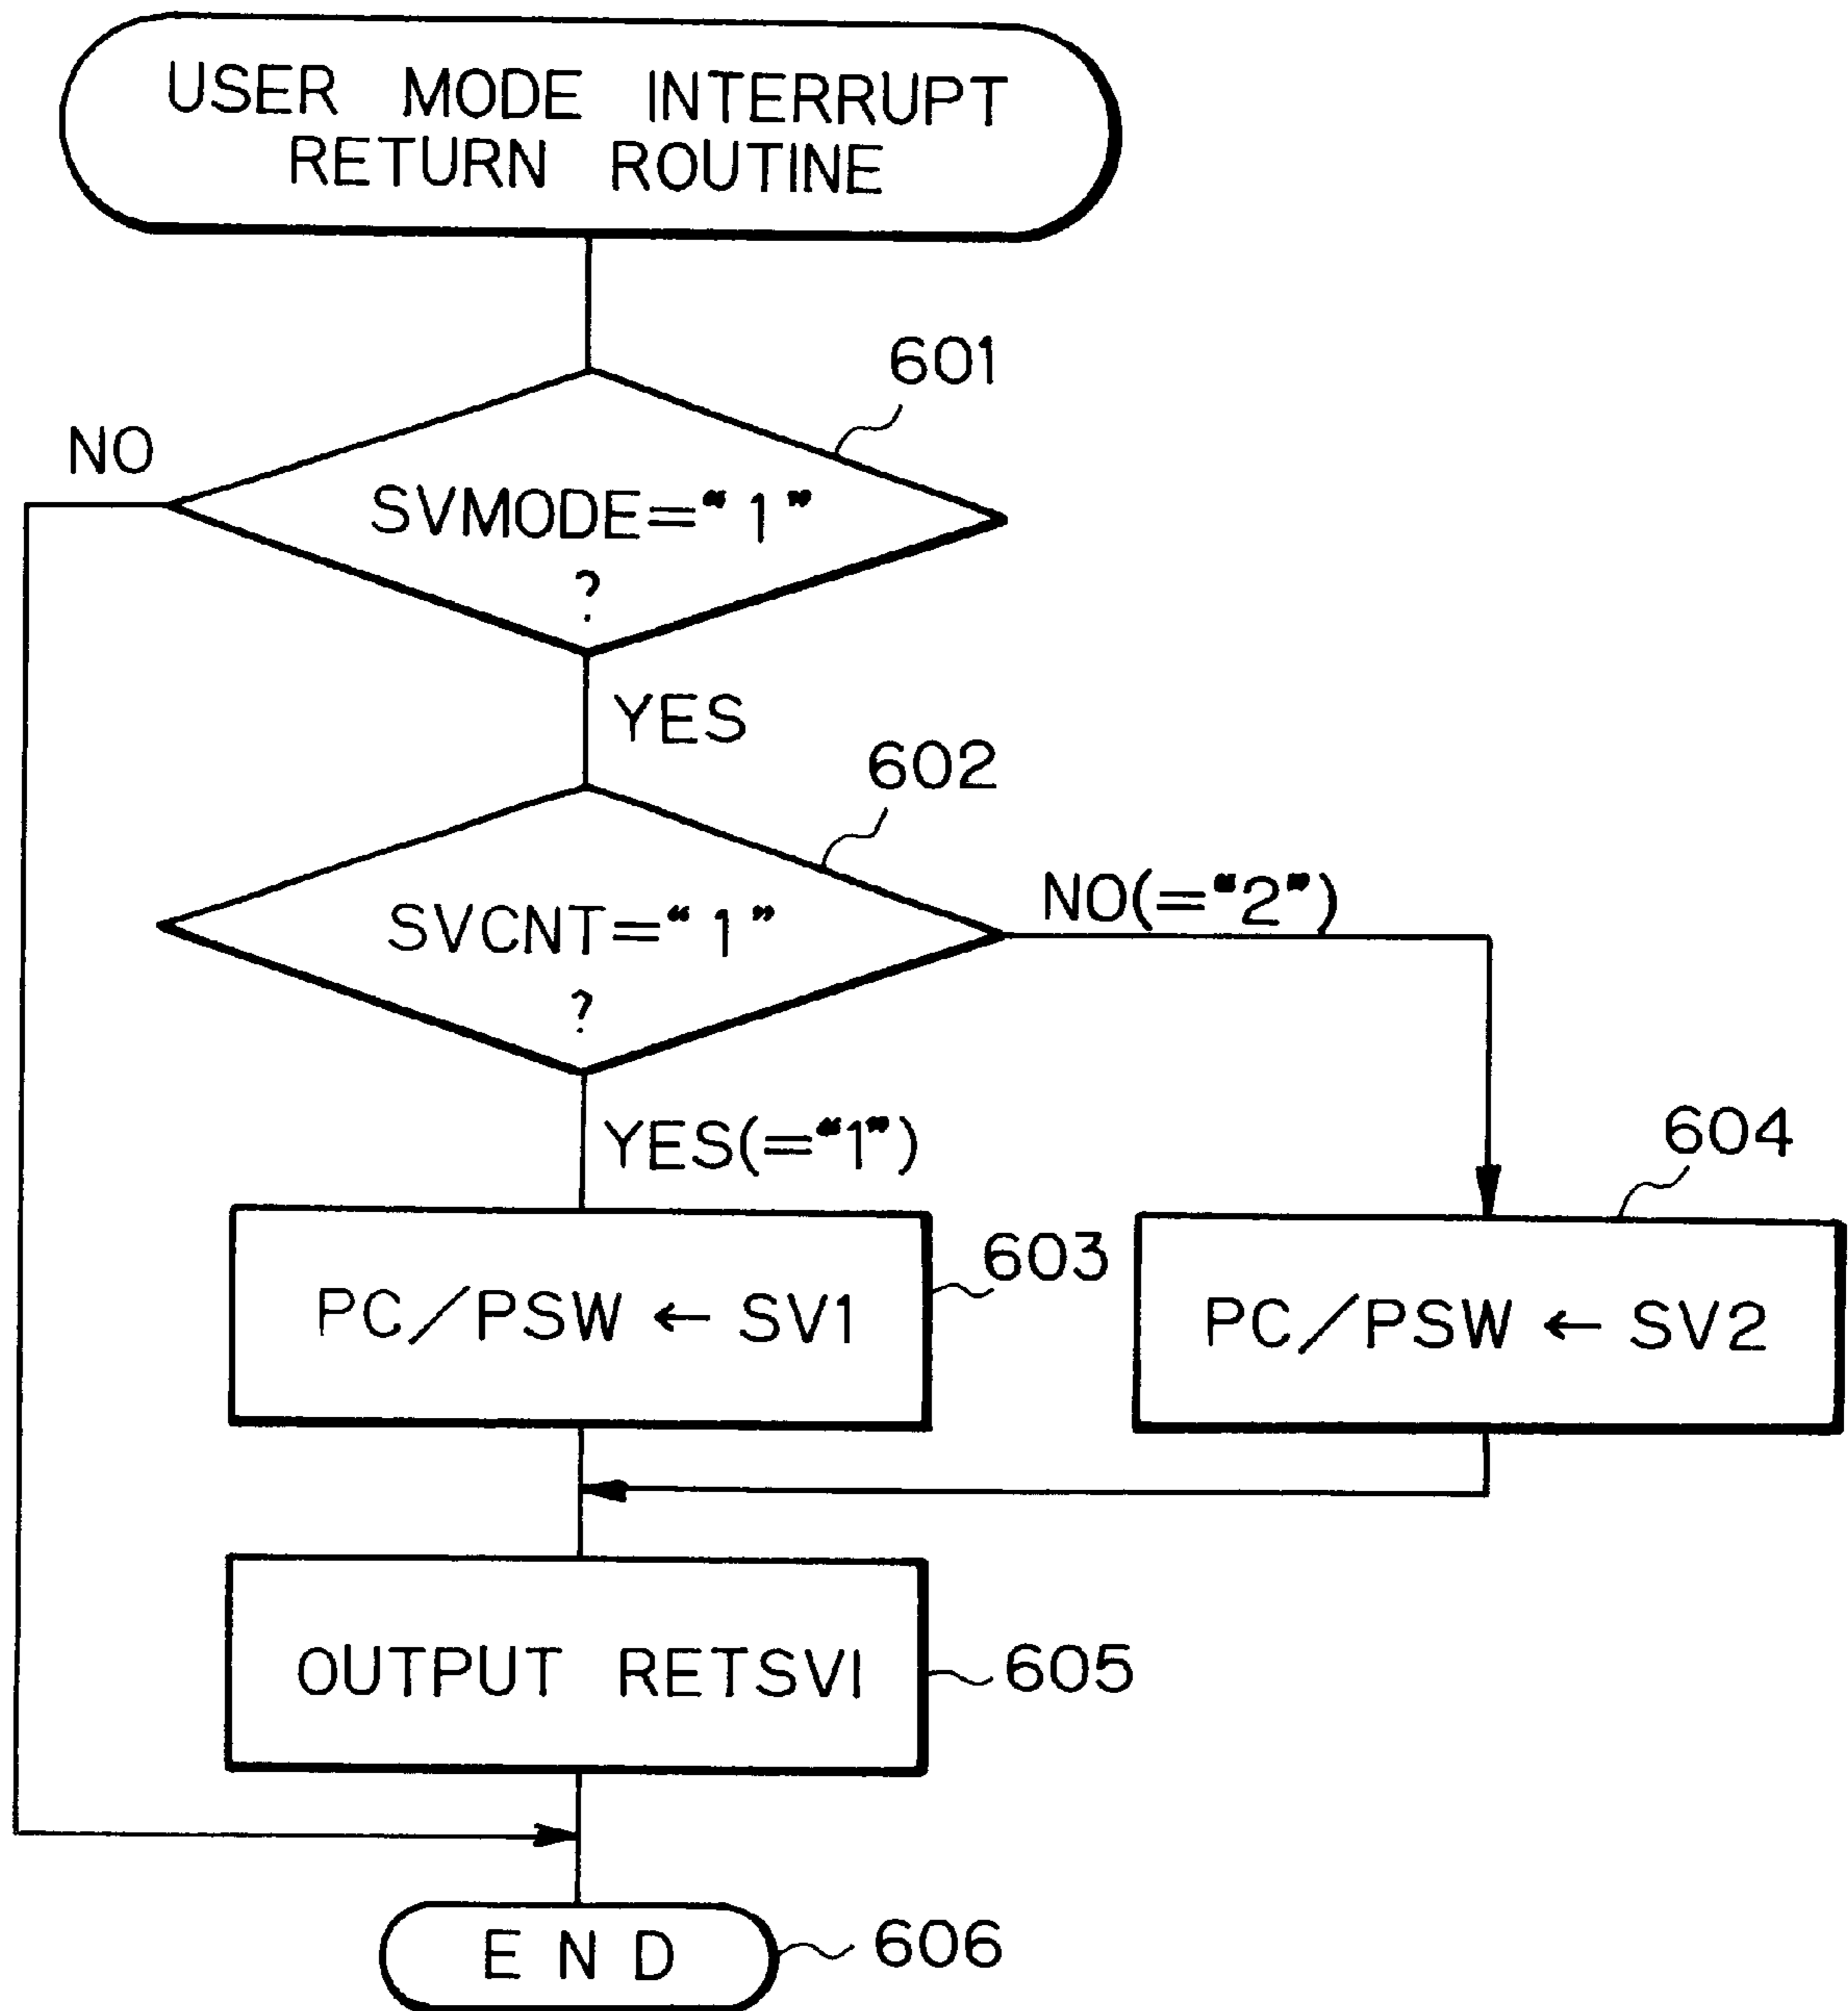 USER MODE INTERRUPT
RETURN ROUTINE
601
NO
SVMODE=“1”
?
YES
602
SVCNT=“1”
?
NO(=“2”)
YES(=“1”)
604
603
PC/PSW ← SV1
PC/PSW ← SV2
OUTPUT RETSVI
605
END
606